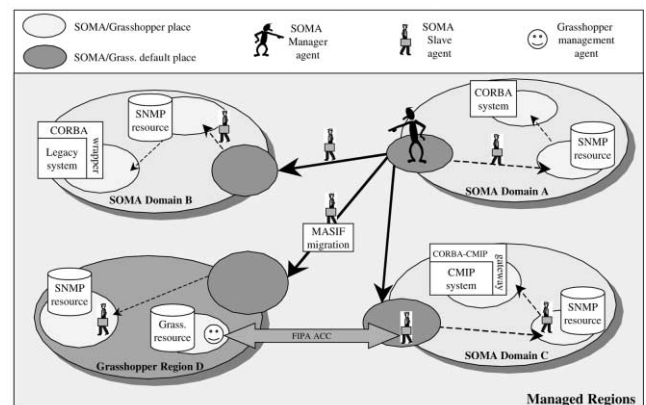 SOMA/Grasshopper place
SOMA/Grass. default place
SOMA
Manager
agent
SOMA
Slave
agent
Grasshopper
management
agent
CORBA
Legacy
system
wrapper
SNMP
resource
SOMA Domain B
CORBA
system
SNMP
resource
SOMA Domain A
MASIF
migration
SNMP
resource
Grass.
resource
Grasshopper Region D
FIPA ACC
CORBA-CMIP
CMIP
system
gateway
SNMP
resource
SOMA Domain C
Managed Regions